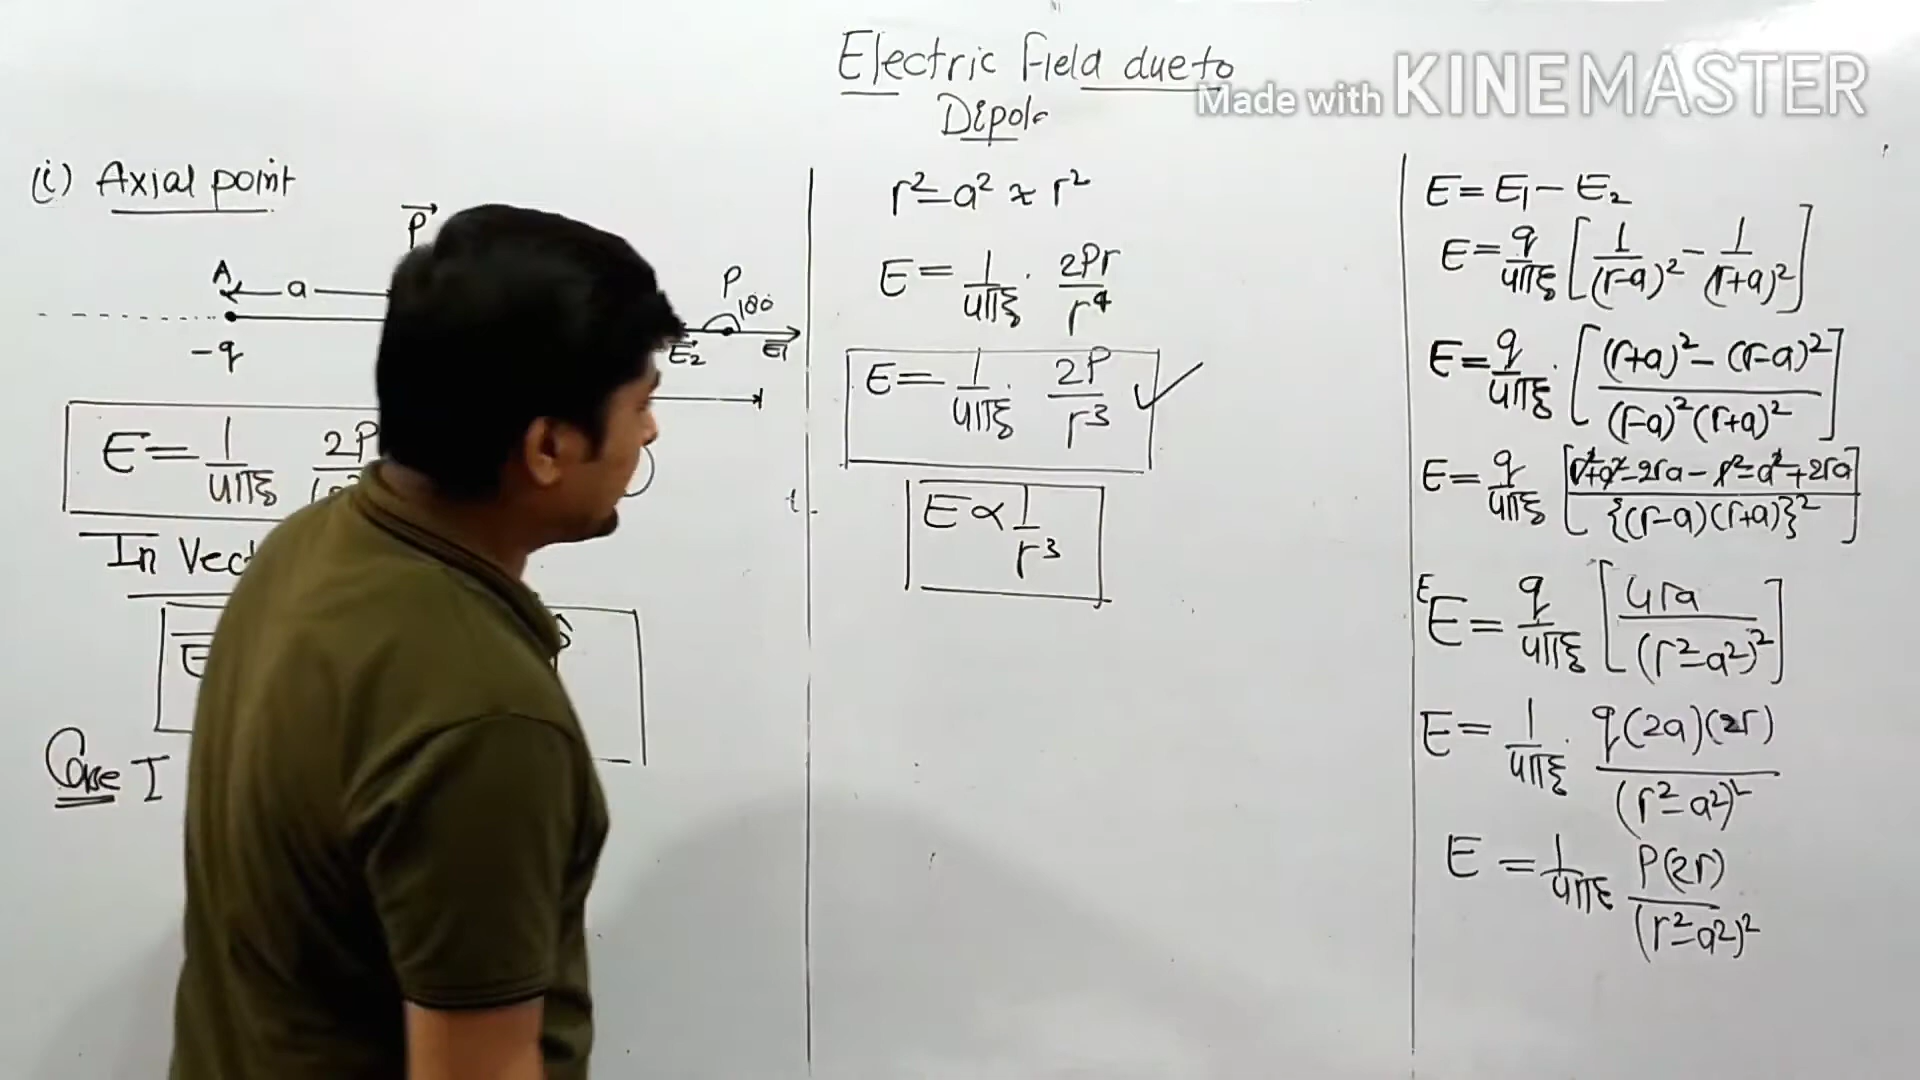 Electric Field due to
Dipole
Made with KINEMASTER
(i) Axial point
P
A
a
-q
P
180
E2
E1
E = 1/4πε0 2P
In Vect
E
Case I
r² - a² ≈ r²
E = 1/4πε0 · 2Pr/r⁴
E = 1/4πε0 · 2P/r³ ✓
E ∝ 1/r³
E = E1 - E2
E = q/4πε0 [1/(r-a)² - 1/(r+a)²]
E = q/4πε0 · [(r+a)² - (r-a)² / (r-a)²(r+a)²]
E = q/4πε0 [r²+a²-2ra - r²-a²+2ra / {(r-a)(r+a)}²]
E = q/4πε0 [4ra/(r²-a²)²]
E = 1/4πε0 · q(2a)(2r)/(r²-a²)²
E = 1/4πε0 P(2r)/(r²-a²)²